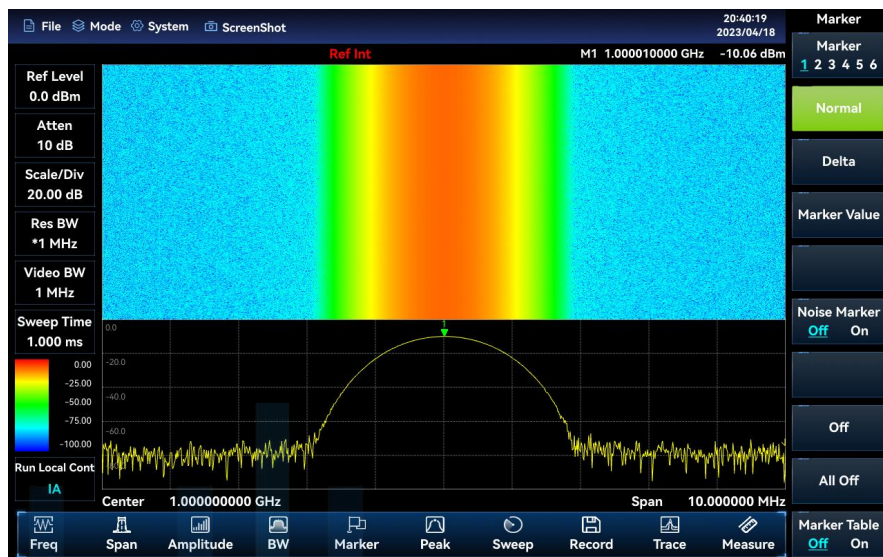 File Mode System ScreenShot
20:40:19
2023/04/18
Ref Int
M1 1.000010000 GHz -10.06 dBm
Ref Level
0.0 dBm
Atten
10 dB
Scale/Div
20.00 dB
Res BW
*1 MHz
Video BW
1 MHz
Sweep Time
1.000 ms
0.00
-25.00
-50.00
-75.00
-100.00
Run Local Cont
IA
1
0.0
-20.0
-40.0
-60.0
Center 1.0000000000 GHz
Span 10.000000 MHz
Freq Span Amplitude BW Marker Peak Sweep Record Trace Measure
Marker
Marker
1 2 3 4 5 6
Normal
Delta
Marker Value
Noise Marker
Off On
Off
All Off
Marker Table
Off On